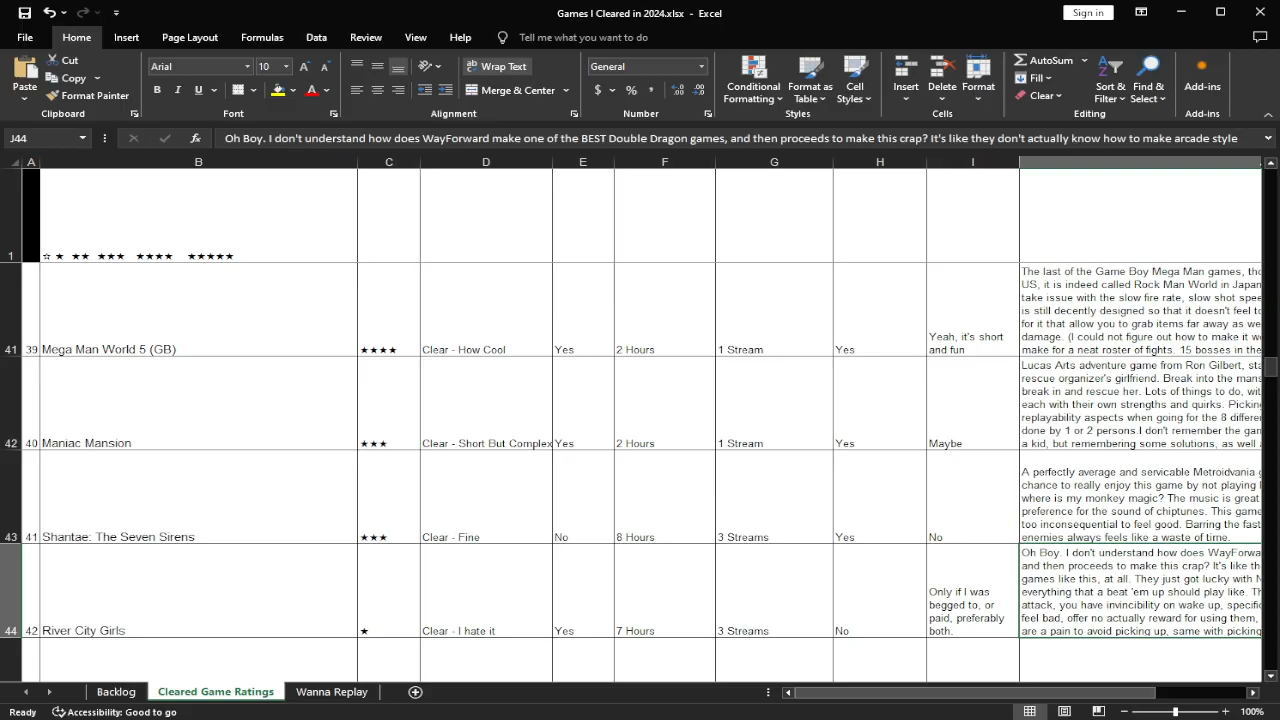 Games I Cleared in 2024.xlsx - Excel
Sign in
File Home Insert Page Layout Formulas Data Review View Help Tell me what you want to do
Paste
Cut
Copy
Format Painter
Clipboard
Arial 10
B I U
Font
Wrap Text
Merge & Center
Alignment
General
$ % ,
Number
Conditional Formatting
Format as Table
Cell Styles
Styles
Insert Delete Format
Cells
AutoSum
Fill
Clear
Sort & Filter
Find & Select
Editing
Add-ins
Add-ins
J44 fx Oh Boy. I don't understand how does WayForward make one of the BEST Double Dragon games, and then proceeds to make this crap? It's like they don't actually know how to make arcade style
A B C D E F G H I
1 ☆ ★ ★★ ★★★ ★★★★ ★★★★★
The last of the Game Boy Mega Man games, tho
US, it is indeed called Rock Man World in Japan
take issue with the slow fire rate, slow shot spee
is still decently designed so that it doesn't feel to
for it that allow you to grab items far away as we
damage. (I could not figure out how to make it we
make for a neat roster of fights. 15 bosses in the
41 39 Mega Man World 5 (GB) ★★★★ Clear - How Cool Yes 2 Hours 1 Stream Yes Yeah, it's short and fun
Lucas Arts adventure game from Ron Gilbert, sta
rescue organizer's girlfriend. Break into the mans
break in and rescue her. Lots of things to do, wit
each with their own strengths and quirks. Picking
replayability aspects when going for the 8 differe
done by 1 or 2 persons.I don't remember the gam
a kid, but remembering some solutions, as well a
42 40 Maniac Mansion ★★★ Clear - Short But Complex Yes 2 Hours 1 Stream Yes Maybe
A perfectly average and servicable Metroidvania g
chance to really enjoy this game by not playing
where is my monkey magic? The music is great
preference for the sound of chiptunes. This game
too inconsequential to feel good. Barring the fast
enemies always feels like a waste of time.
43 41 Shantae: The Seven Sirens ★★★ Clear - Fine No 8 Hours 3 Streams Yes No
Oh Boy. I don't understand how does WayForwa
and then proceeds to make this crap? It's like the
games like this, at all. They just got lucky with N
everything that a beat 'em up should play like. Th
attack, you have invincibility on wake up, specifi
feel bad, offer no actually reward for using them,
are a pain to avoid picking up, same with picking
44 42 River City Girls ★ Clear - I hate it Yes 7 Hours 3 Streams No Only if I was begged to, or paid, preferably both.
Backlog Cleared Game Ratings Wanna Replay
Ready Accessibility: Good to go 100%